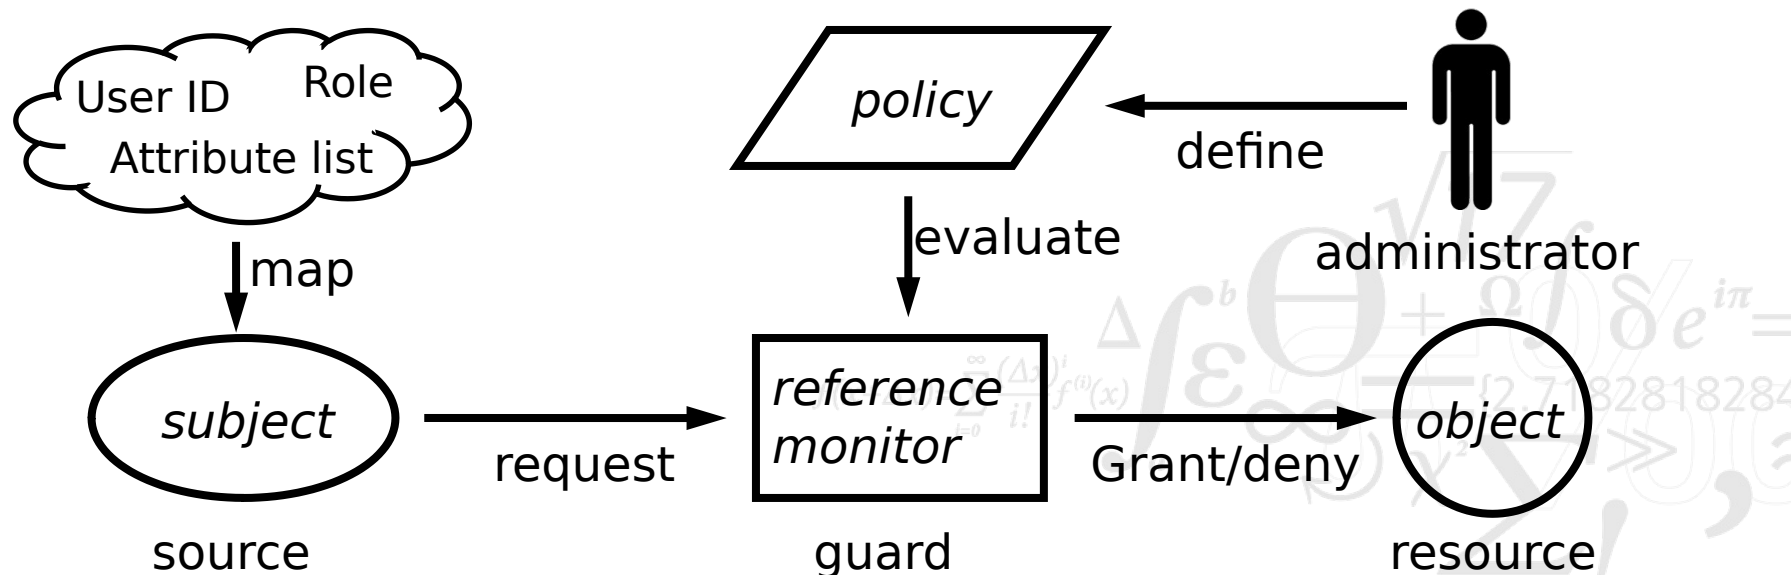 User ID
Role
Attribute list
policy
define
administrator
map
evaluate
subject
request
reference
monitor
Grant/deny
object
source
guard
resource